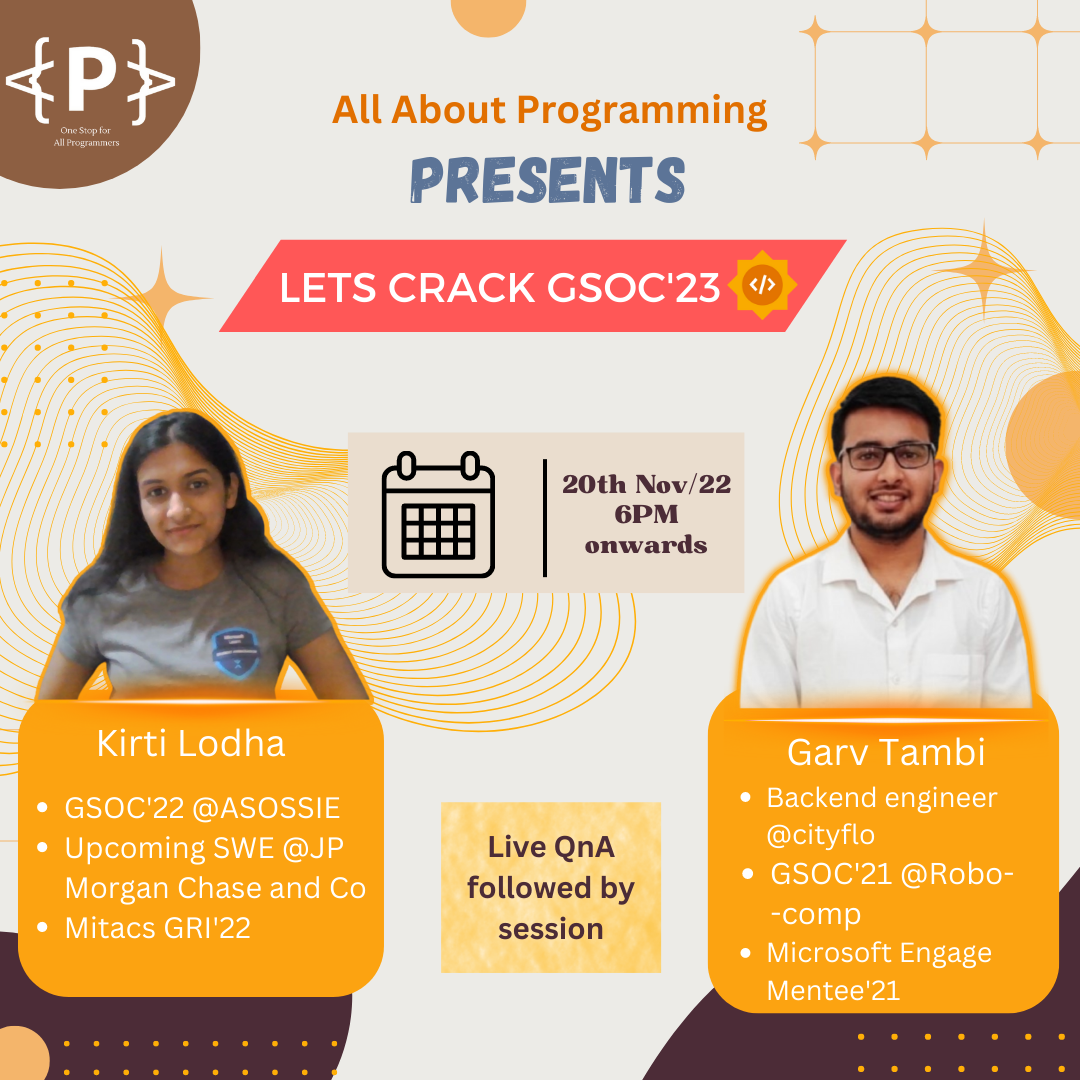 P
One Stop for
All Programmers
All About Programming
PRESENTS
LETS CRACK GSOC'23
</>
20th Nov/22
6PM
onwards
Kirti Lodha
GSOC'22 @ASOSSIE
Upcoming SWE @JP
Morgan Chase and Co
Mitacs GRI'22
Live QnA
followed by
session
Garv Tambi
Backend engineer
@cityflo
GSOC'21 @Robo-
-comp
Microsoft Engage
Mentee'21